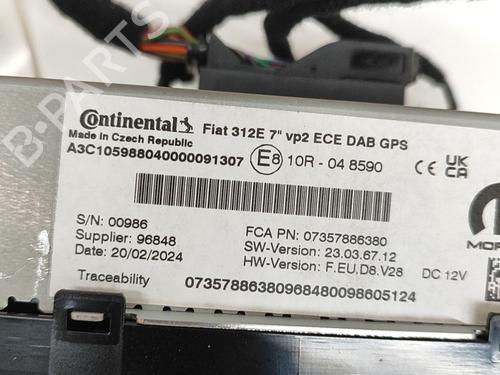 Continental
Fiat 312E 7" vp2 ECE DAB GPS
Made in Czech Republic
A3C105988040000091307
E8 10R - 04 8590
CE UK CA
S/N: 00986
Supplier: 96848
Date: 20/02/2024
FCA PN: 07357886380
SW-Version: 23.03.67.12
HW-Version: F.EU.D8.V28
DC 12V
MOP
Traceability
07357886380968480098605124
B-PARTS